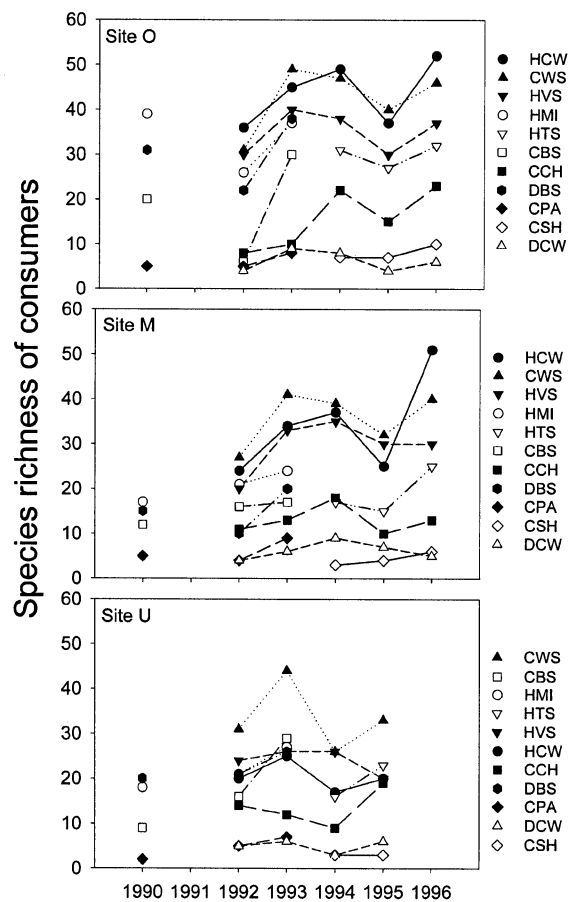 Species richness of consumers
60
Site O
50
40
30
20
10
0
HCW
CWS
HVS
HMI
HTS
CBS
CCH
DBS
CPA
CSH
DCW
60
Site M
50
40
30
20
10
0
HCW
CWS
HVS
HMI
HTS
CBS
CCH
DBS
CPA
CSH
DCW
60
Site U
50
40
30
20
10
0
CWS
CBS
HMI
HTS
HVS
HCW
CCH
DBS
CPA
DCW
CSH
1990 1991 1992 1993 1994 1995 1996